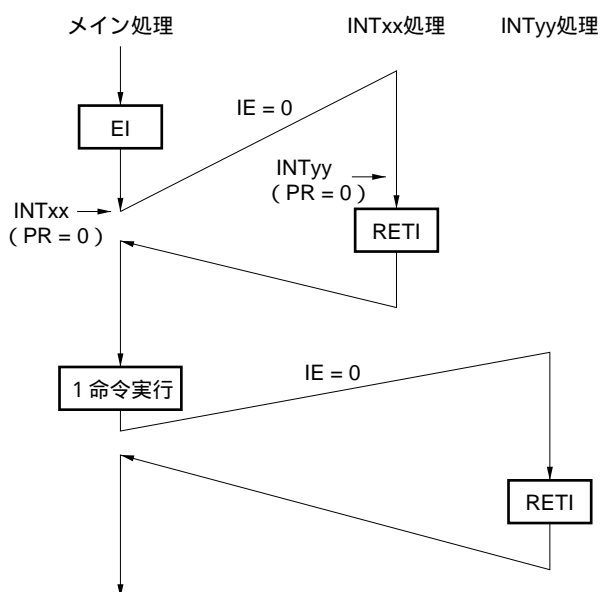 メイン処理
INTxx処理
INTyy処理
EI
IE = 0
INTyy
(PR = 0)
INTxx
(PR = 0)
RETI
1命令実行
IE = 0
RETI